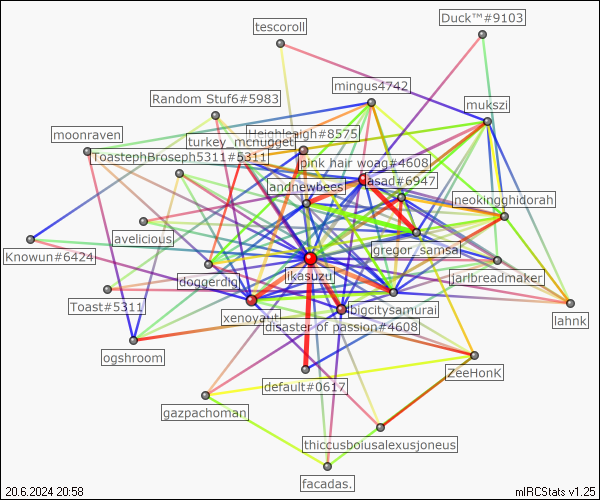 Duck™#9103
tescoroll
mingus4742
Random Stuf6#5983
mukszi
moonraven
Heighleaigh#8575
turkey_mcnugget
ToastephBroseph5311#5311
pink hair woag#4608
asad#6947
andnewbees
neokingghidorah
avelicious
gregor_samsa
Knowun#6424
ikasuzu
doggerdigi
jarlbreadmaker
Toast#5311
xenoyatt
bigcitysamurai
lahnk
disaster of passion#4608
ogshroom
ZeeHonK
default#0617
gazpachoman
thiccusboiusalexusjoneus
facadas.
20.6.2024 20:58
mIRCStats v1.25